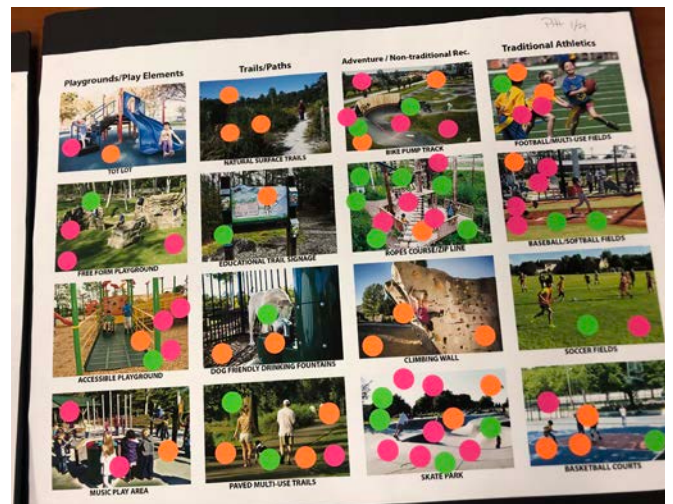 Playgrounds/Play Elements
Trails/Paths
Adventure / Non-traditional Rec.
Traditional Athletics
TOT LOT
NATURAL SURFACE TRAILS
BIKE PUMP TRACK
FOOTBALL/MULTI-USE FIELDS
FREE FORM PLAYGROUND
EDUCATIONAL TRAIL SIGNAGE
ROPES COURSE/ZIP LINE
BASEBALL/SOFTBALL FIELDS
ACCESSIBLE PLAYGROUND
DOG FRIENDLY DRINKING FOUNTAINS
CLIMBING WALL
SOCCER FIELDS
MUSIC PLAY AREA
PAVED MULTI-USE TRAILS
SKATE PARK
BASKETBALL COURTS